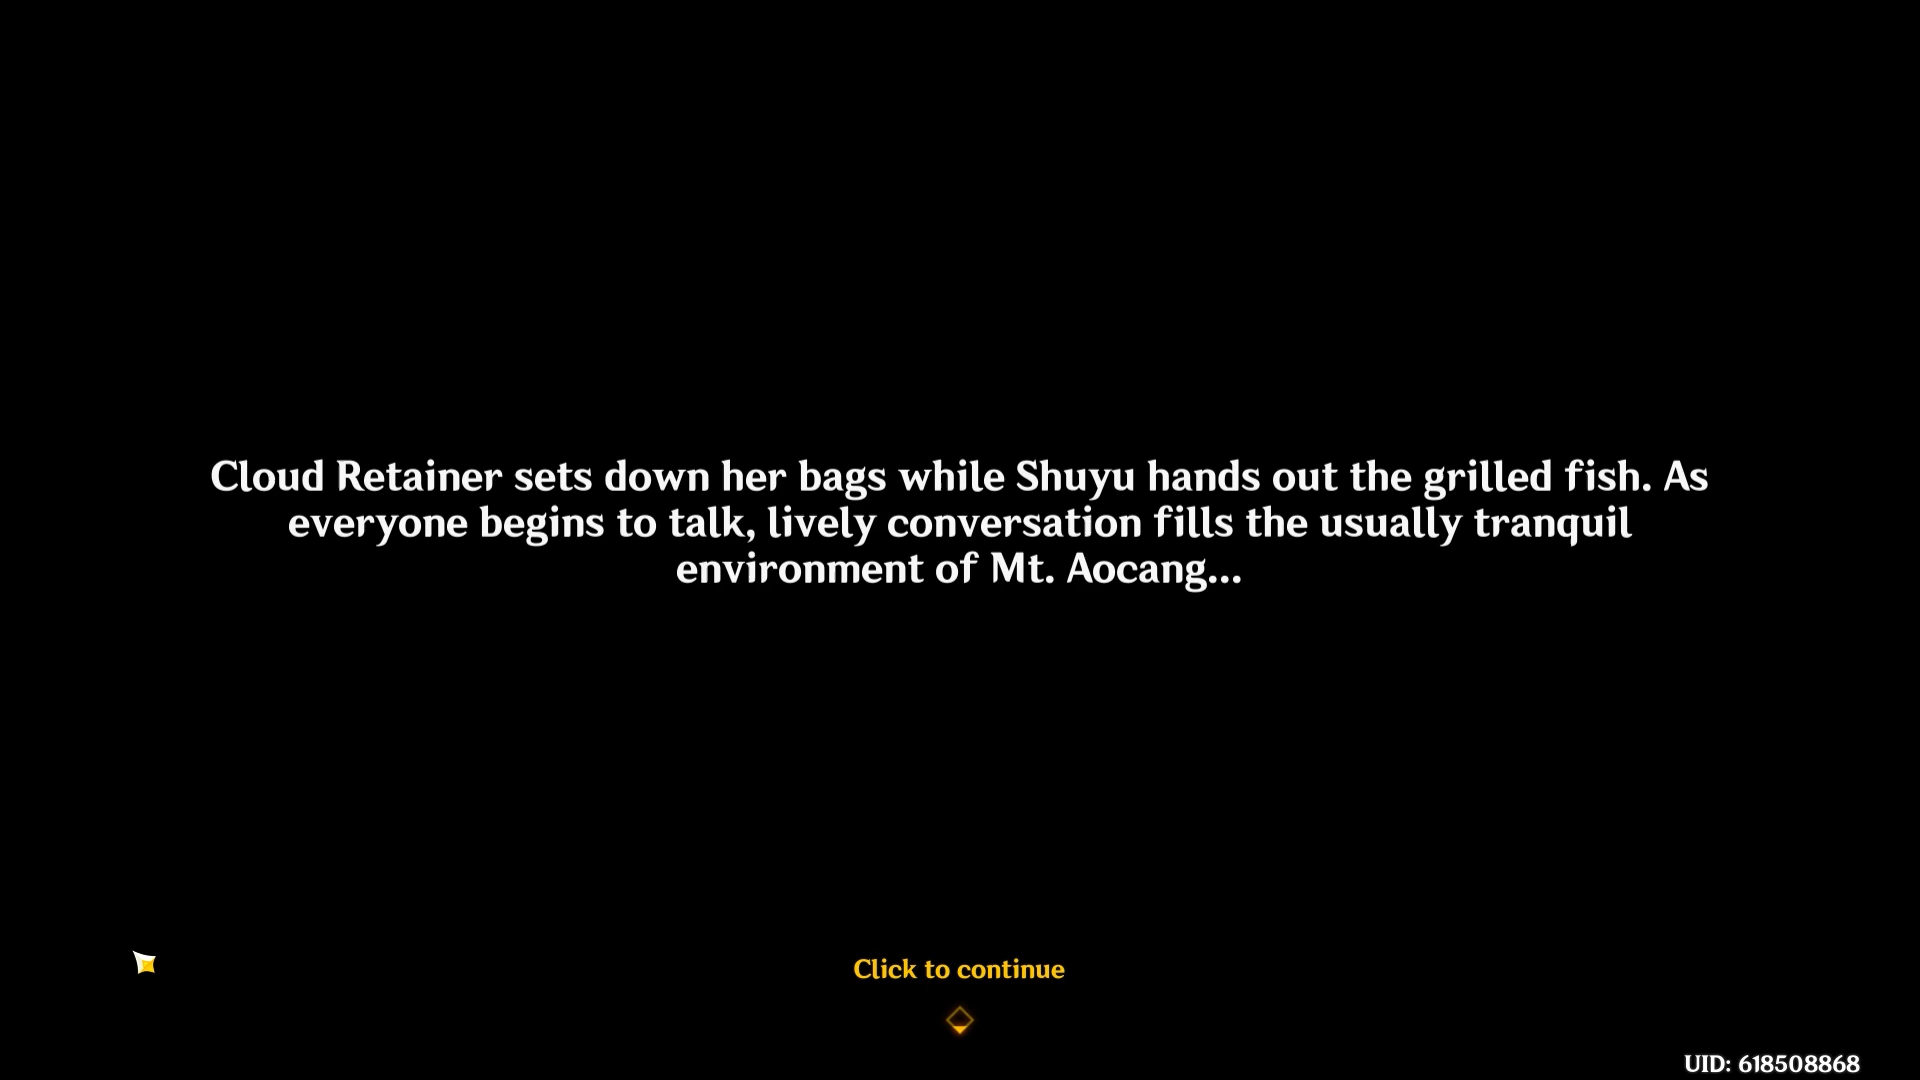 Cloud Retainer sets down her bags while Shuyu hands out the grilled fish. As
everyone begins to talk, lively conversation fills the usually tranquil
environment of Mt. Aocang...
Click to continue
UID: 618508868